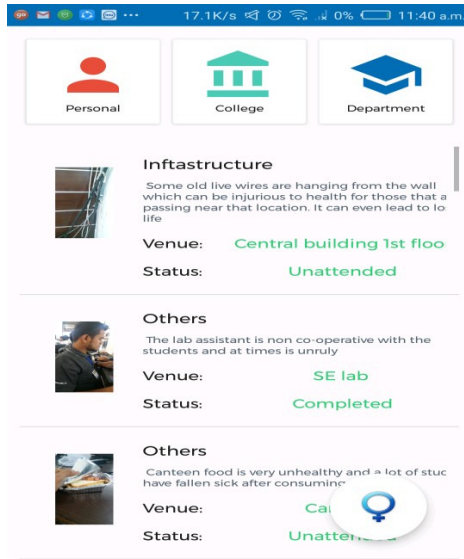 17.1K/s 0% 11:40 a.m.
Personal College Department
Inftastructure
Some old live wires are hanging from the wall
which can be injurious to health for those that a
passing near that location. It can even lead to lo
life
Venue: Central building 1st floo
Status: Unattended
Others
The lab assistant is non co-operative with the
students and at times is unruly
Venue: SE lab
Status: Completed
Others
Canteen food is very unhealthy and a lot of stuc
have fallen sick after consuming
Venue: Ca
Status: Unatten